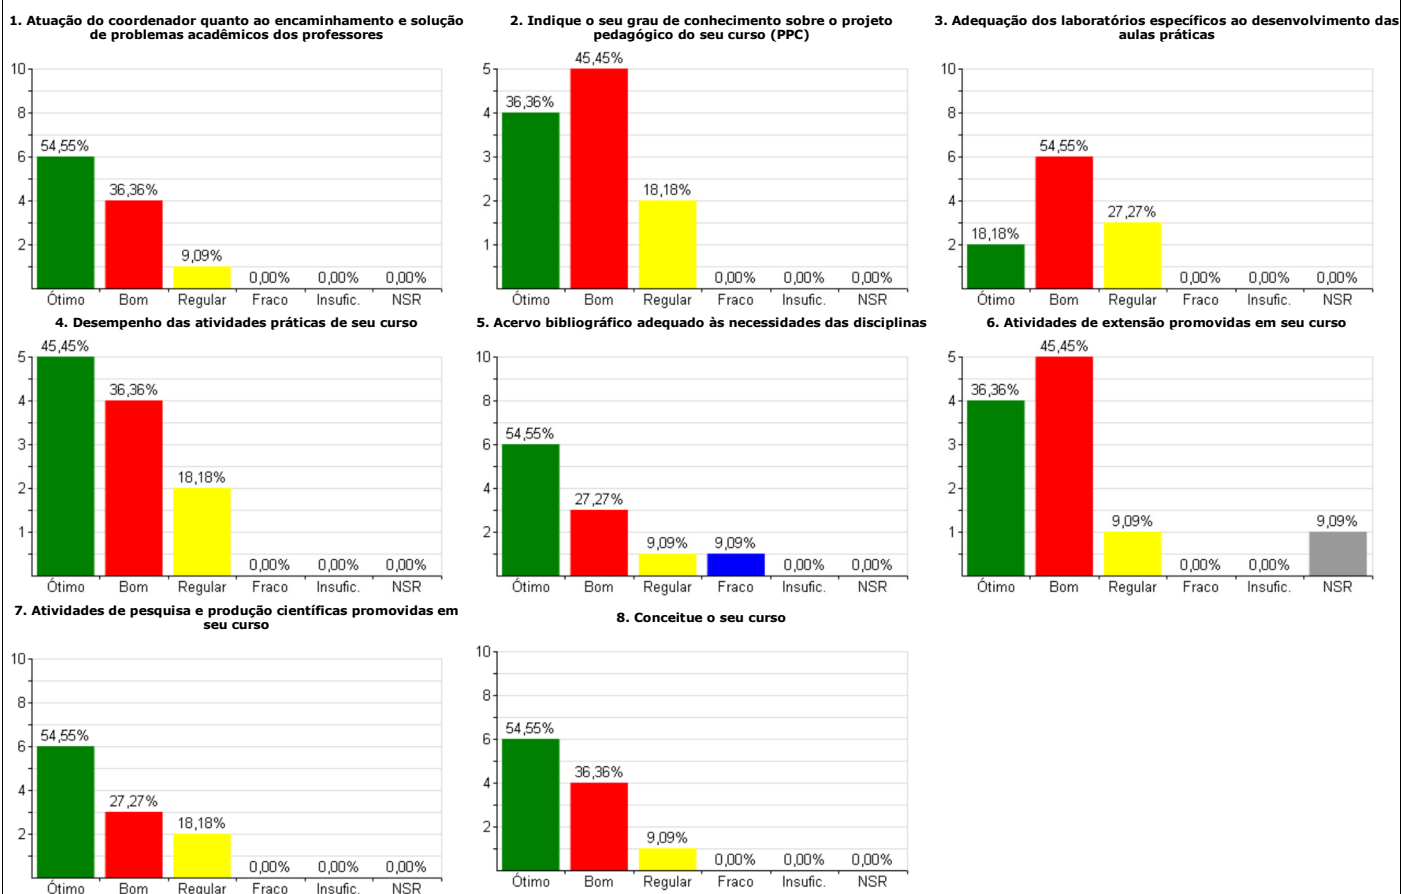 1. Atuação do coordenador quanto ao encaminhamento e solução
de problemas acadêmicos dos professores
10
8
6
4
2
54,55%
36,36%
9,09%
0,00%
0,00%
0,00%
Ótimo
Bom
Regular
Fraco
Insufic.
NSR
2. Indique o seu grau de conhecimento sobre o projeto
pedagógico do seu curso (PPC)
5
4
3
2
1
36,36%
45,45%
18,18%
0,00%
0,00%
0,00%
Ótimo
Bom
Regular
Fraco
Insufic.
NSR
3. Adequação dos laboratórios específicos ao desenvolvimento das
aulas práticas
10
8
6
4
2
18,18%
54,55%
27,27%
0,00%
0,00%
0,00%
Ótimo
Bom
Regular
Fraco
Insufic.
NSR
4. Desempenho das atividades práticas de seu curso
5
4
3
2
1
45,45%
36,36%
18,18%
0,00%
0,00%
0,00%
Ótimo
Bom
Regular
Fraco
Insufic.
NSR
5. Acervo bibliográfico adequado às necessidades das disciplinas
10
8
6
4
2
54,55%
27,27%
9,09%
9,09%
0,00%
0,00%
Ótimo
Bom
Regular
Fraco
Insufic.
NSR
6. Atividades de extensão promovidas em seu curso
5
4
3
2
1
36,36%
45,45%
9,09%
0,00%
0,00%
9,09%
Ótimo
Bom
Regular
Fraco
Insufic.
NSR
7. Atividades de pesquisa e produção científicas promovidas em
seu curso
10
8
6
4
2
54,55%
27,27%
18,18%
0,00%
0,00%
0,00%
Ótimo
Bom
Regular
Fraco
Insufic.
NSR
8. Conceitue o seu curso
10
8
6
4
2
54,55%
36,36%
9,09%
0,00%
0,00%
0,00%
Ótimo
Bom
Regular
Fraco
Insufic.
NSR